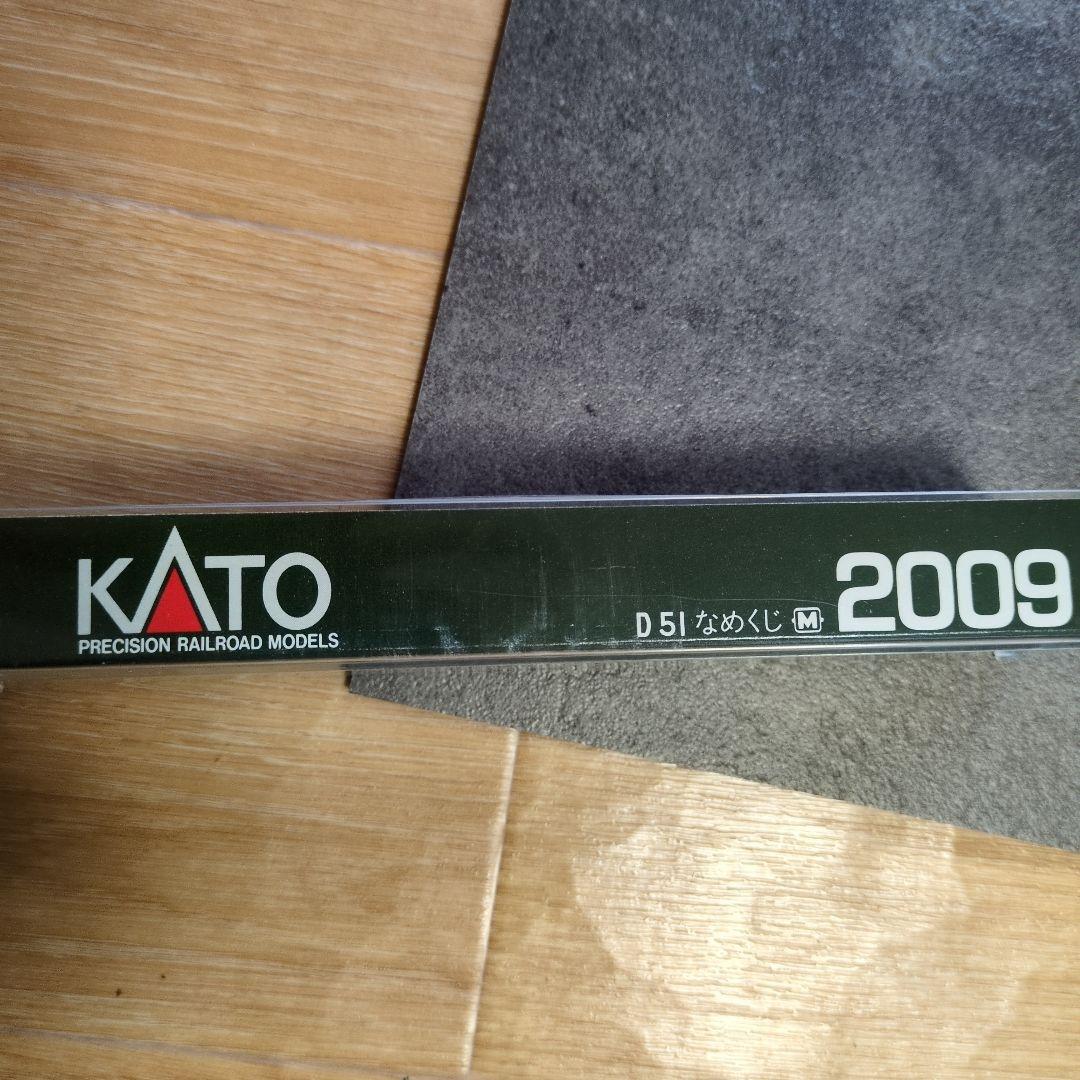 KATO
PRECISION RAILROAD MODELS
D51 なめくじ M 2009